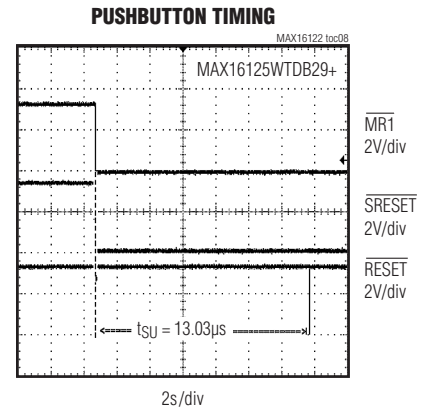 PUSHBUTTON TIMING
MAX16122 toc08
MAX16125WTDB29+
MR1
2V/div
SRESET
2V/div
RESET
2V/div
tSU = 13.03µs
2s/div